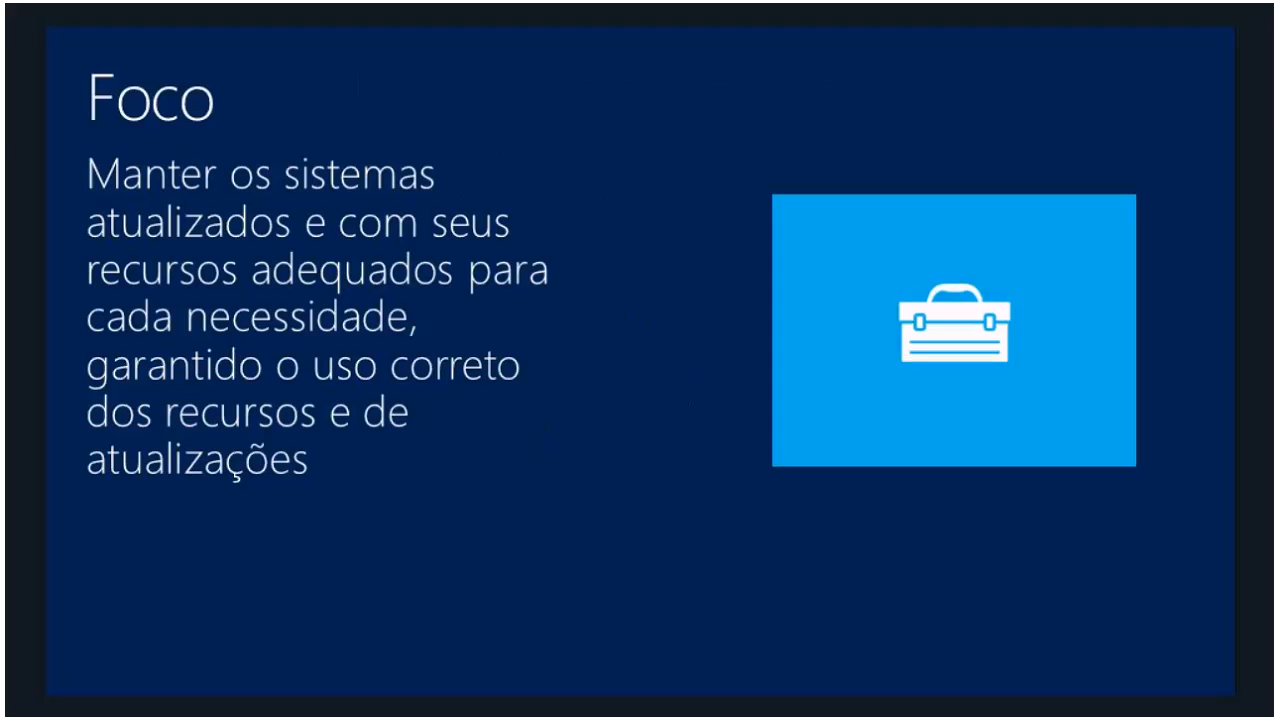 Foco
Manter os sistemas
atualizados e com seus
recursos adequados para
cada necessidade,
garantido o uso correto
dos recursos e de
atualizações